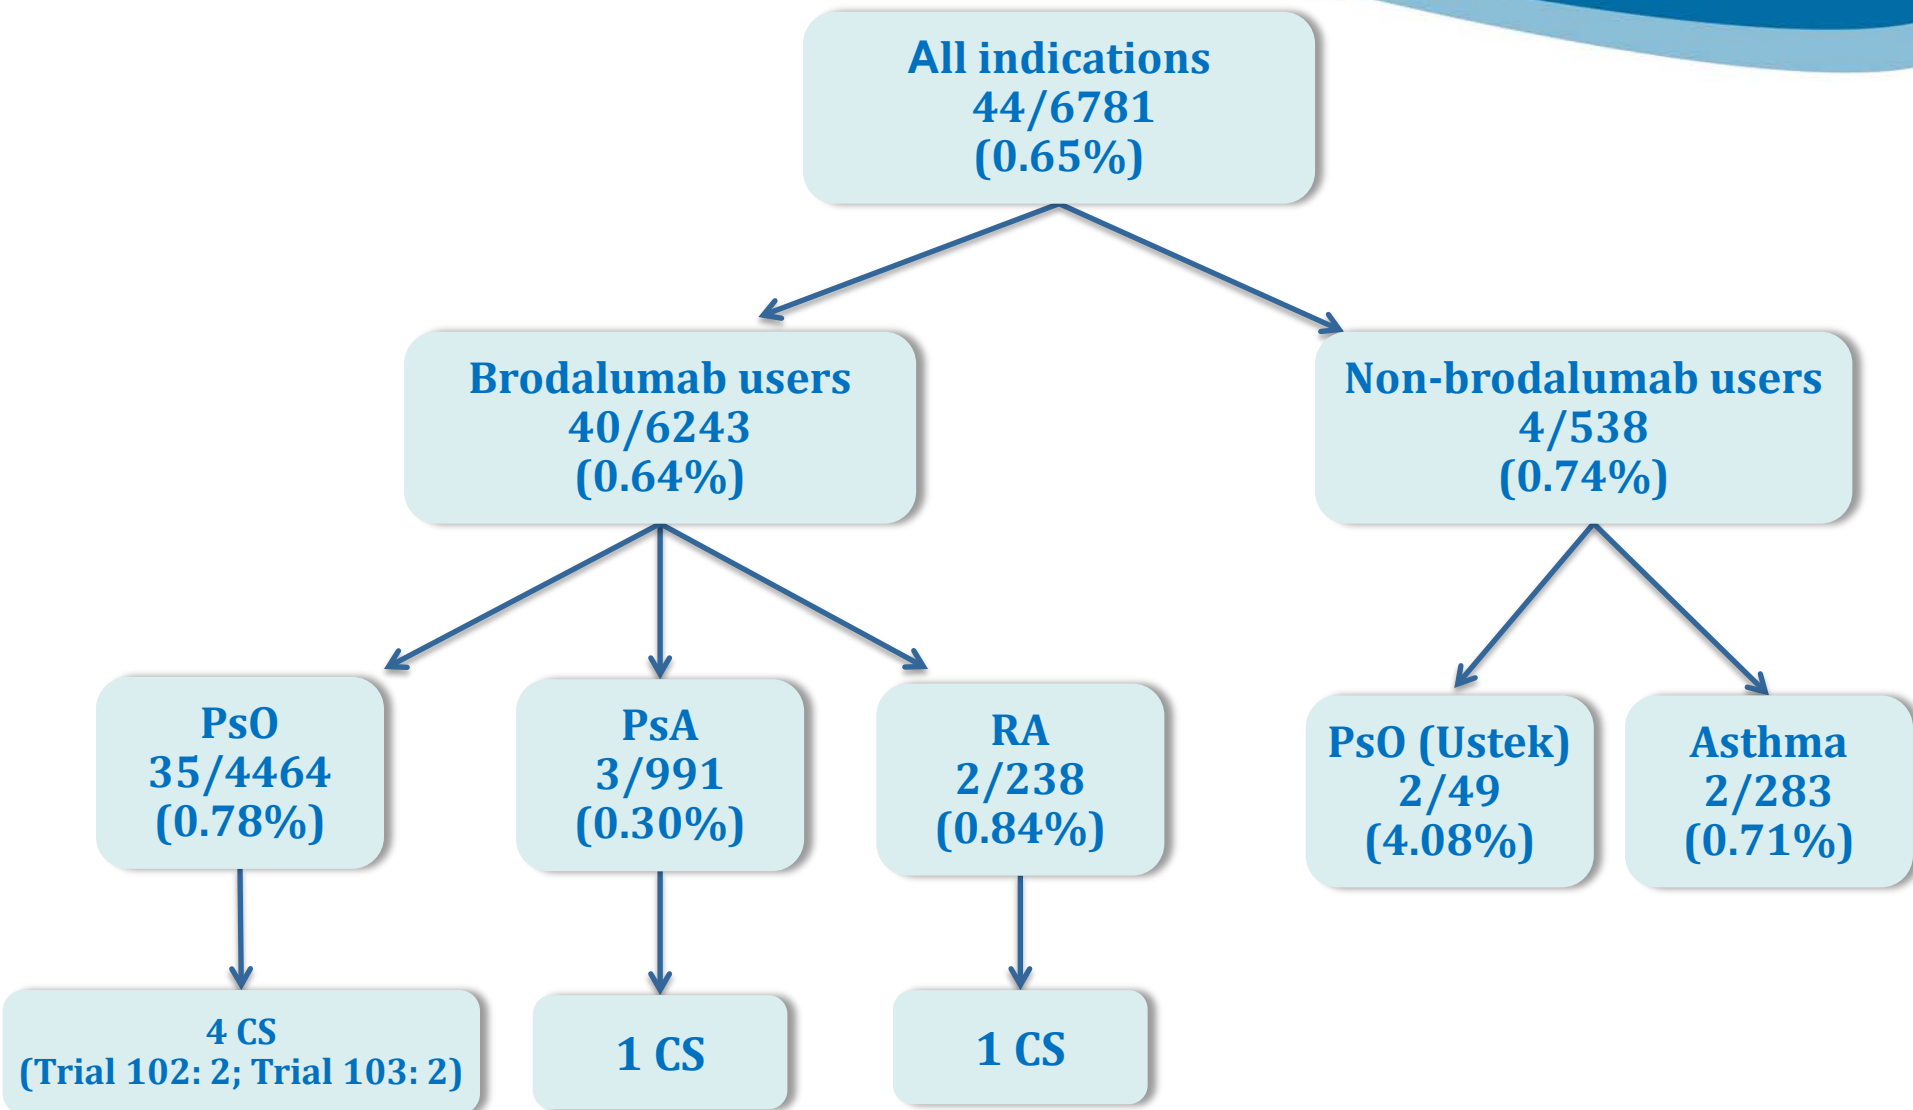 All indications
44/6781
(0.65%)
Brodalumab users
40/6243
(0.64%)
Non-brodalumab users
4/538
(0.74%)
PsO
35/4464
(0.78%)
PsA
3/991
(0.30%)
RA
2/238
(0.84%)
PsO (Ustek)
2/49
(4.08%)
Asthma
2/283
(0.71%)
4 CS
(Trial 102: 2; Trial 103: 2)
1 CS
1 CS